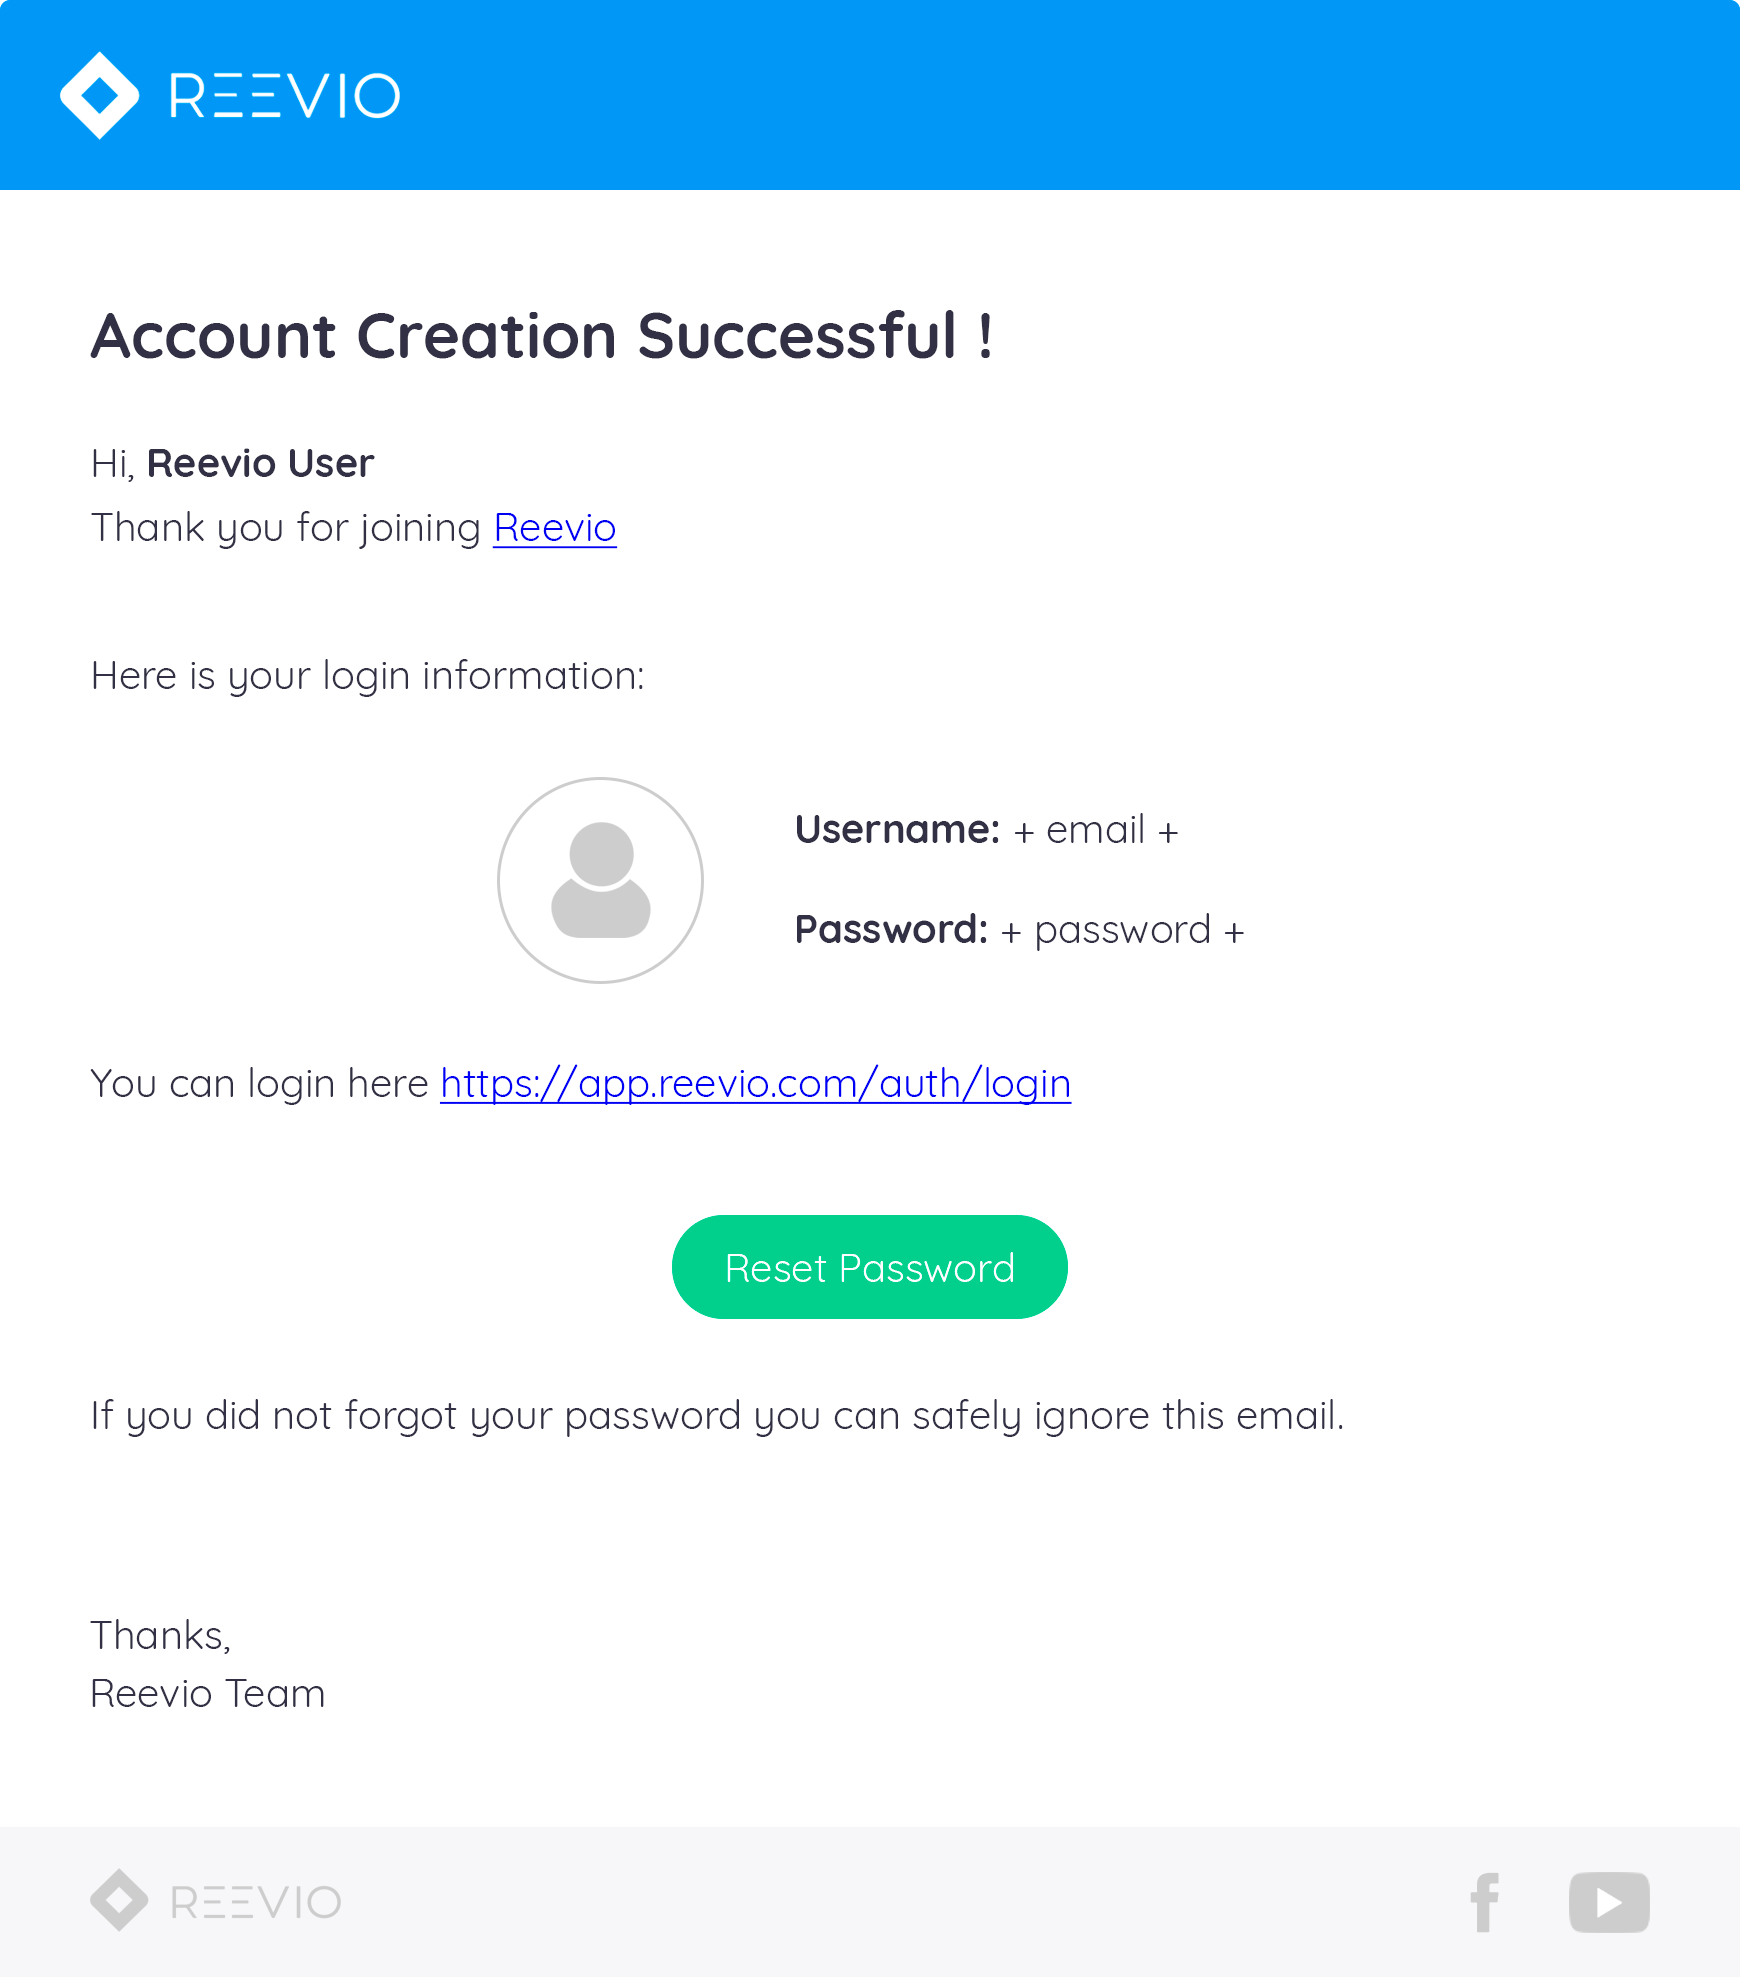 REEVIO
Account Creation Successful !
Hi, Reevio User
Thank you for joining Reevio
Here is your login information:
Username: + email +
Password: + password +
You can login here https://app.reevio.com/auth/login
Reset Password
If you did not forgot your password you can safely ignore this email.
Thanks,
Reevio Team
REEVIO